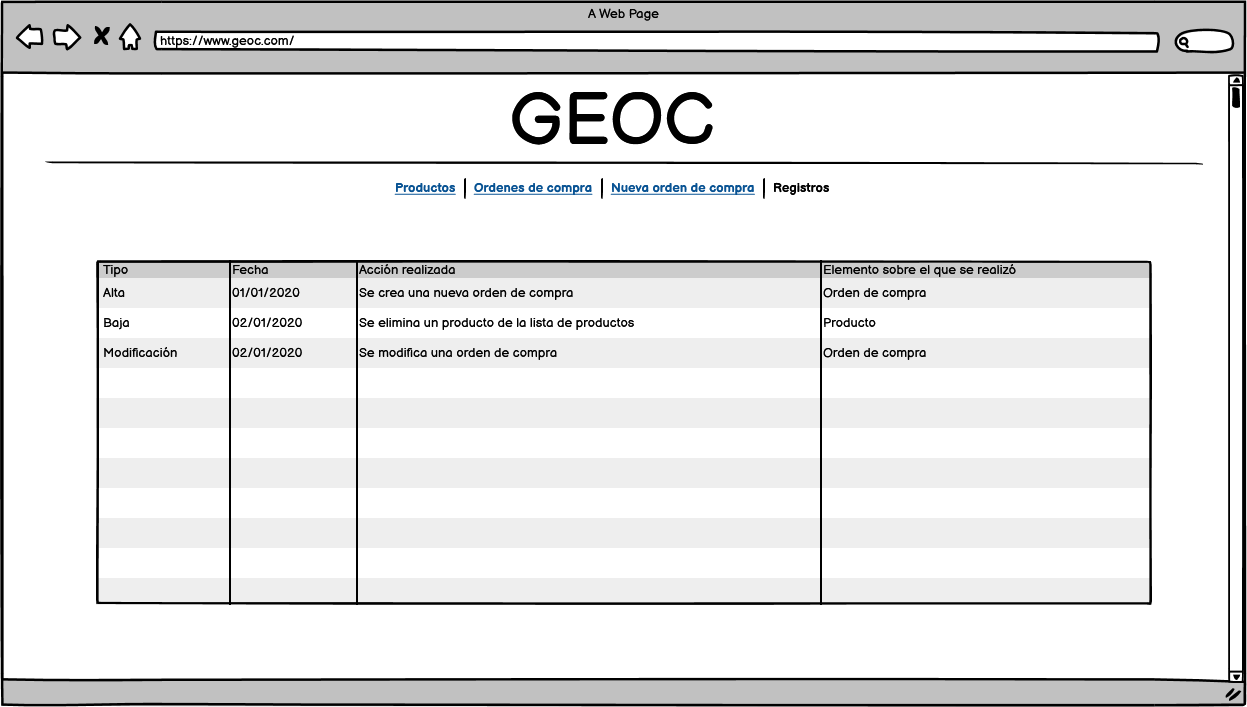 A Web Page
https://www.geoc.com/
GEOC
Productos | Ordenes de compra | Nueva orden de compra | Registros
Tipo Fecha Acción realizada Elemento sobre el que se realizó
Alta 01/01/2020 Se crea una nueva orden de compra Orden de compra
Baja 02/01/2020 Se elimina un producto de la lista de productos Producto
Modificación 02/01/2020 Se modifica una orden de compra Orden de compra